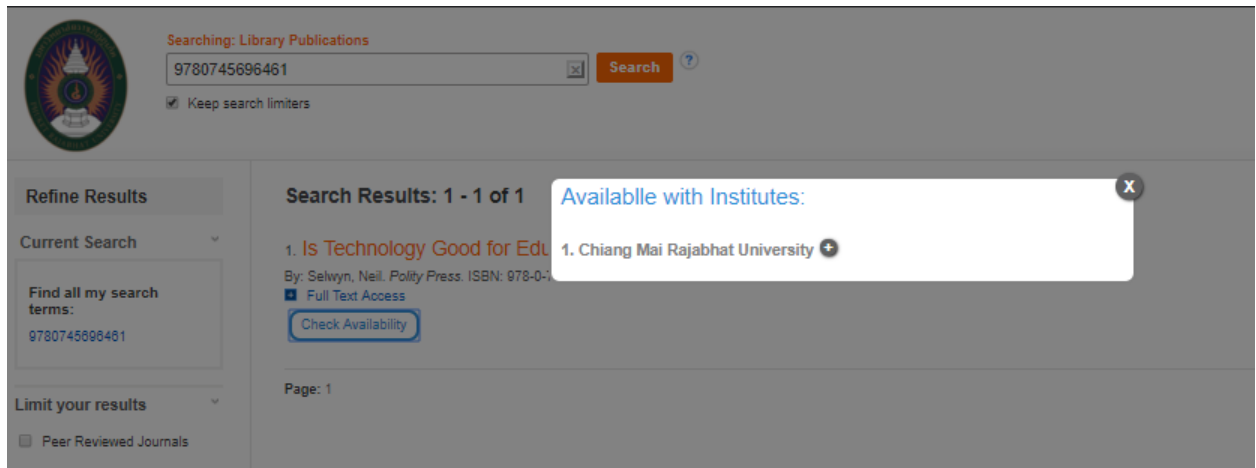 Searching: Library Publications
9780745696461
Search
?
Keep search limiters
Refine Results
Current Search
Find all my search
terms:
9780745696461
Limit your results
Peer Reviewed Journals
Search Results: 1 - 1 of 1
1. Is Technology Good for Edu
By: Selwyn, Neil. Polity Press. ISBN: 978-0-7
Full Text Access
Check Availability
Page: 1
Availablle with Institutes:
X
1. Chiang Mai Rajabhat University